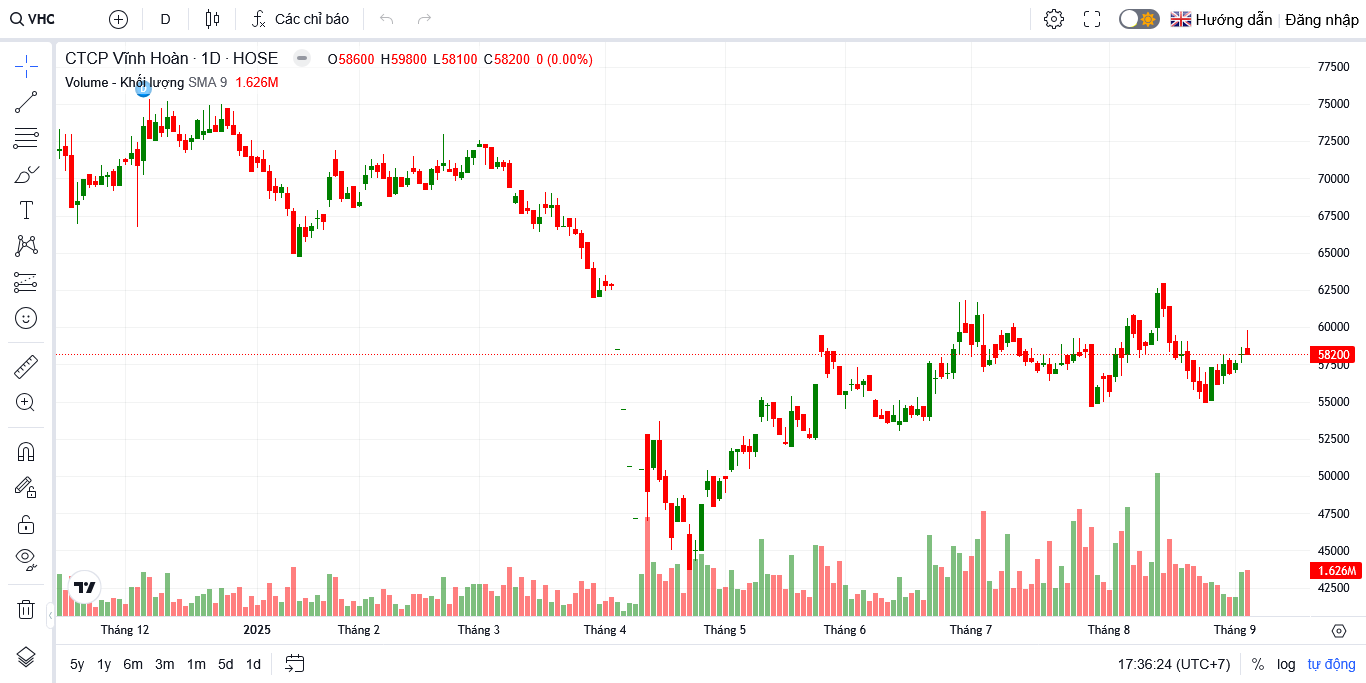 VHC D Các chỉ báo Hướng dẫn Đăng nhập
CTCP Vĩnh Hoàn · 1D · HOSE O58600 H59800 L58100 C58200 0 (0.00%)
Volume - Khối lượng SMA 9 1.626M
77500
75000
72500
70000
67500
65000
62500
60000
58200
57500
55000
52500
50000
47500
45000
1.626M
42500
Tháng 12 2025 Tháng 2 Tháng 3 Tháng 4 Tháng 5 Tháng 6 Tháng 7 Tháng 8 Tháng 9
5y 1y 6m 3m 1m 5d 1d 17:36:24 (UTC+7) % log tự động